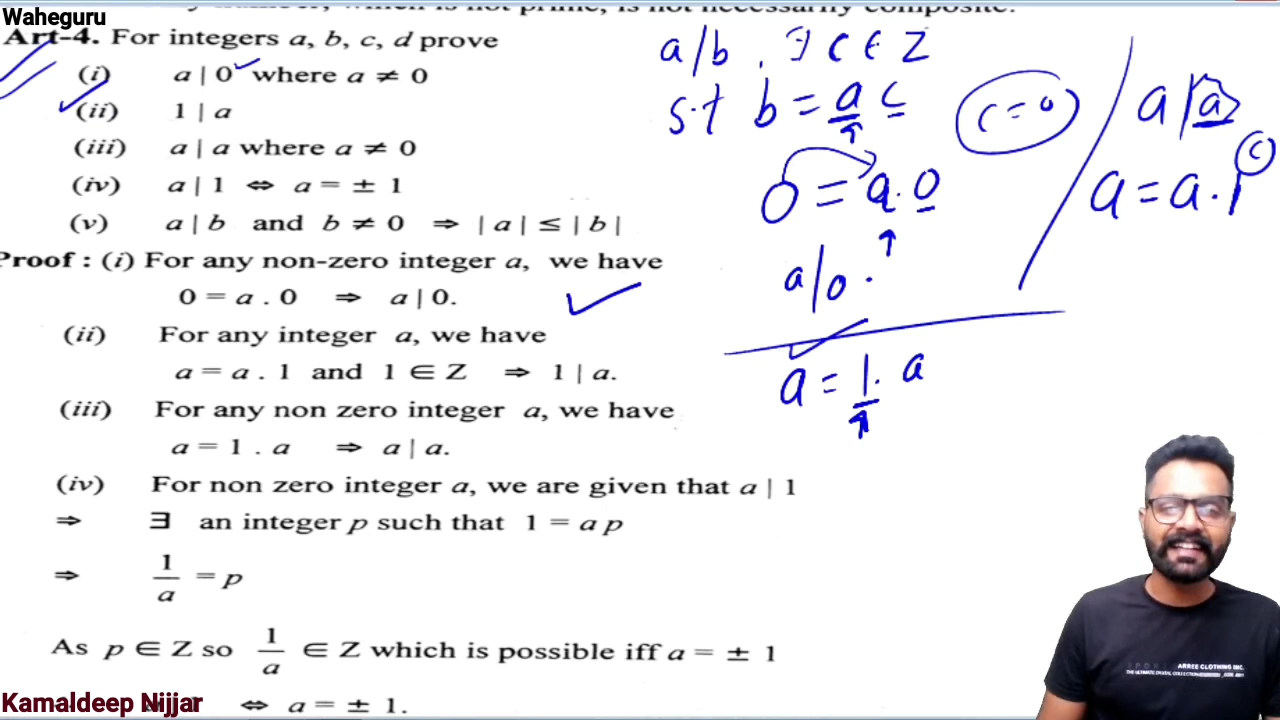 Waheguru
Art-4. For integers a, b, c, d prove
(i) a | 0 where a ≠ 0
(ii) 1 | a
(iii) a | a where a ≠ 0
(iv) a | 1 ⇔ a = ± 1
(v) a | b and b ≠ 0 ⇒ | a | ≤ | b |
Proof : (i) For any non-zero integer a, we have
0 = a . 0 ⇒ a | 0.
(ii) For any integer a, we have
a = a . 1 and 1 ∈ Z ⇒ 1 | a.
(iii) For any non zero integer a, we have
a = 1 . a ⇒ a | a.
(iv) For non zero integer a, we are given that a | 1
⇒ ∃ an integer p such that 1 = a p
⇒ 1/a = p
As p ∈ Z so 1/a ∈ Z which is possible iff a = ± 1
⇔ a = ± 1.
a/b . ∃ c ∈ Z
s.t b = a c
c = 0
0 = a . 0
a/0 .
a = 1 . a
a | a
a = a . 1
c
ARREE CLOTHING INC.
Kamaldeep Nijjar